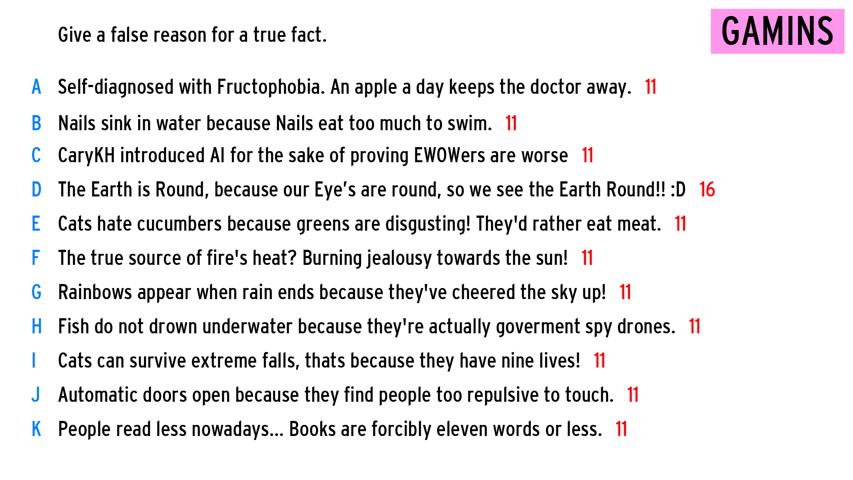 Give a false reason for a true fact.
GAMINS
A Self-diagnosed with Fructophobia. An apple a day keeps the doctor away. 11
B Nails sink in water because Nails eat too much to swim. 11
C CaryKH introduced AI for the sake of proving EWOWers are worse 11
D The Earth is Round, because our Eye's are round, so we see the Earth Round!! :D 16
E Cats hate cucumbers because greens are disgusting! They'd rather eat meat. 11
F The true source of fire's heat? Burning jealousy towards the sun! 11
G Rainbows appear when rain ends because they've cheered the sky up! 11
H Fish do not drown underwater because they're actually goverment spy drones. 11
I Cats can survive extreme falls, thats because they have nine lives! 11
J Automatic doors open because they find people too repulsive to touch. 11
K People read less nowadays... Books are forcibly eleven words or less. 11